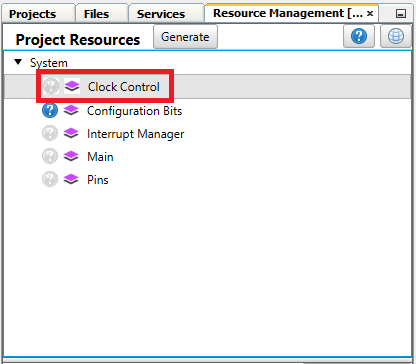 Projects Files Services Resource Management [... ×
Project Resources Generate ?
▼ System
? Clock Control
? Configuration Bits
? Interrupt Manager
? Main
? Pins